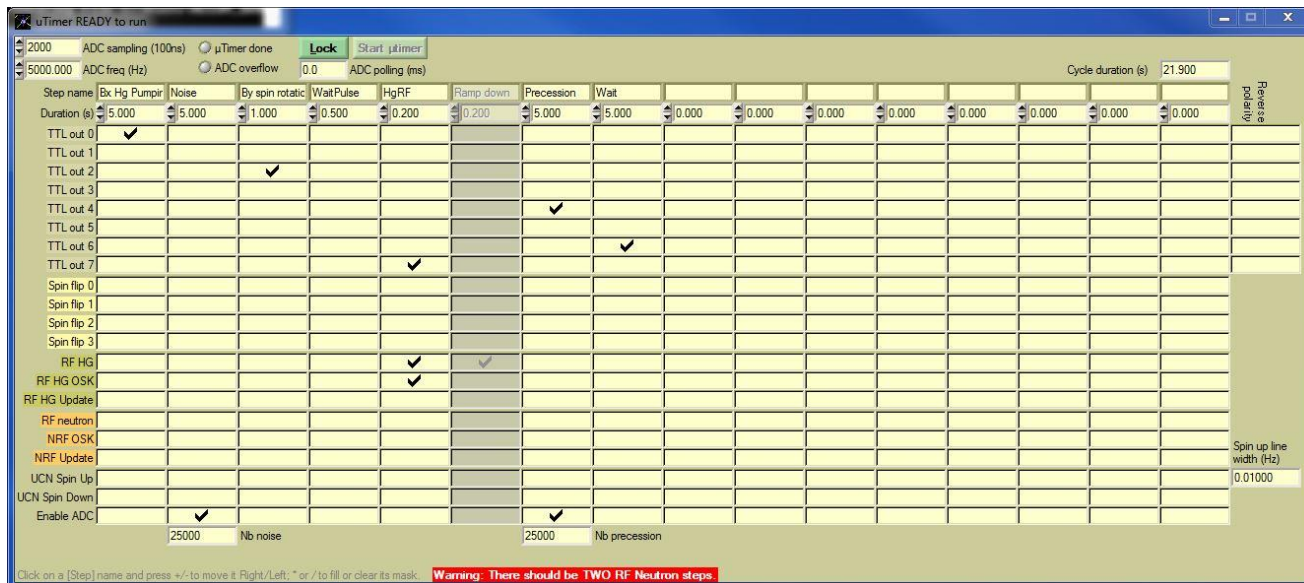 uTimer READY to run
2000 ADC sampling (100ns) µTimer done Lock Start µtimer
5000.000 ADC freq (Hz) ADC overflow 0.0 ADC polling (ms) Cycle duration (s) 21.900
Step name Bx Hg Pumpir Noise By spin rotatic WaitPulse HgRF Ramp down Precession Wait
Reverse polarity
Duration (s) 5.000 5.000 1.000 0.500 0.200 0.200 5.000 5.000 0.000 0.000 0.000 0.000 0.000 0.000 0.000 0.000
TTL out 0
TTL out 1
TTL out 2
TTL out 3
TTL out 4
TTL out 5
TTL out 6
TTL out 7
Spin flip 0
Spin flip 1
Spin flip 2
Spin flip 3
RF HG
RF HG OSK
RF HG Update
RF neutron
NRF OSK
NRF Update
Spin up line
width (Hz)
UCN Spin Up 0.01000
UCN Spin Down
Enable ADC
25000 Nb noise 25000 Nb precession
Click on a [Step] name and press +/- to move it Right/Left; * or / to fill or clear its mask. Warning: There should be TWO RF Neutron steps.